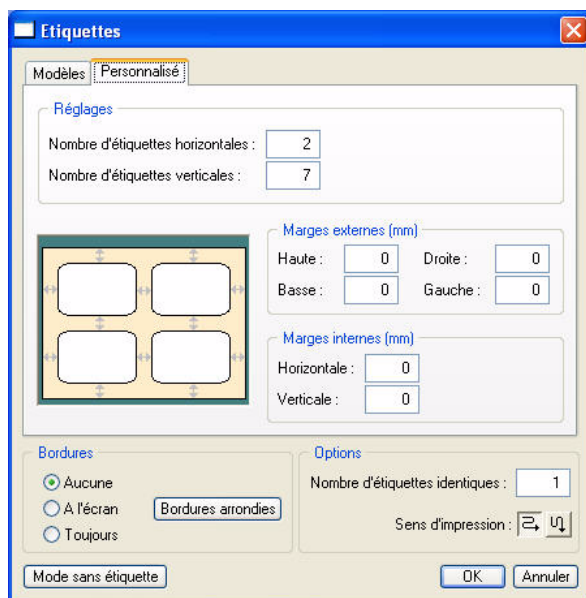 Etiquettes
Modèles Personnalisé
Réglages
Nombre d'étiquettes horizontales : 2
Nombre d'étiquettes verticales : 7
Marges externes (mm)
Haute : 0 Droite : 0
Basse : 0 Gauche : 0
Marges internes (mm)
Horizontale : 0
Verticale : 0
Bordures
Aucune
A l'écran
Toujours
Bordures arrondies
Options
Nombre d'étiquettes identiques : 1
Sens d'impression :
Mode sans étiquette
OK Annuler